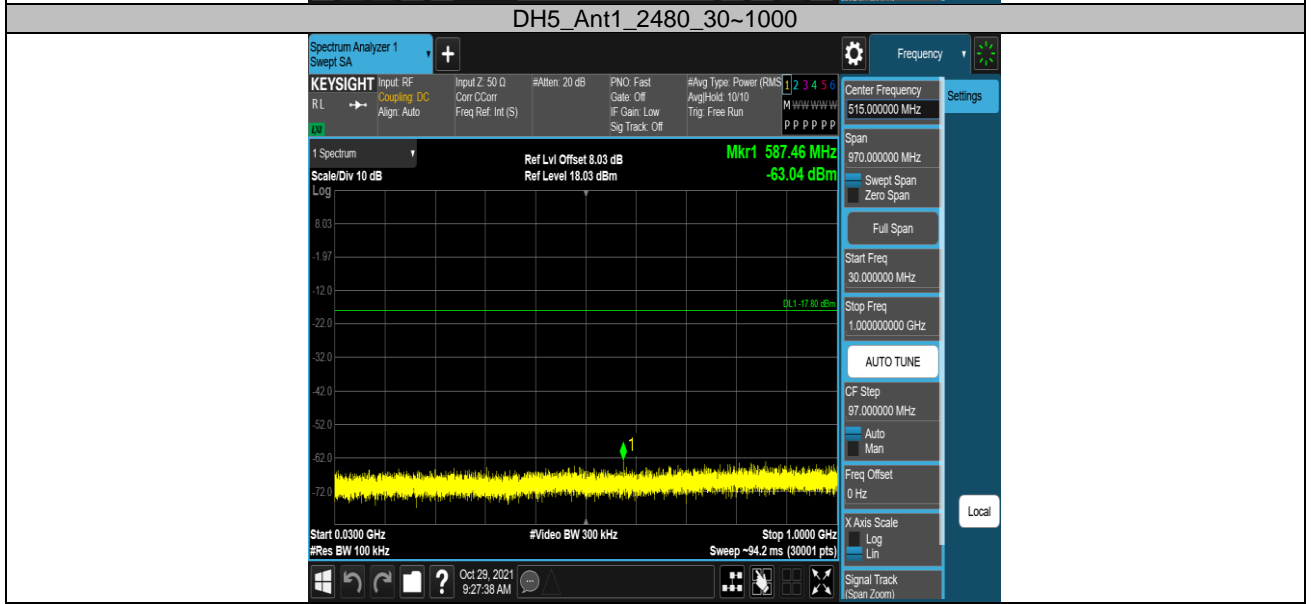 DH5_Ant1_2480_30~1000
Spectrum Analyzer 1
Swept SA
+
Frequency
KEYSIGHT
RL
LXI
Input: RF
Coupling: DC
Align: Auto
Input Z: 50 Ω
Corr CCorr
Freq Ref: Int (S)
#Atten: 20 dB
PNO: Fast
Gate: Off
IF Gain: Low
Sig Track: Off
#Avg Type: Power (RMS
Avg|Hold: 10/10
Trig: Free Run
1 2 3 4 5 6
M W W W W W
P P P P P P
1 Spectrum
Scale/Div 10 dB
Log
Ref Lvl Offset 8.03 dB
Ref Level 18.03 dBm
Mkr1 587.46 MHz
-63.04 dBm
8.03
-1.97
-12.0
DL1 -17.80 dBm
-22.0
-32.0
-42.0
-52.0
1
-62.0
-72.0
Start 0.0300 GHz
#Res BW 100 kHz
#Video BW 300 kHz
Stop 1.0000 GHz
Sweep ~94.2 ms (30001 pts)
?
Oct 29, 2021
9:27:38 AM
Center Frequency
515.000000 MHz
Settings
Span
970.000000 MHz
Swept Span
Zero Span
Full Span
Start Freq
30.000000 MHz
Stop Freq
1.000000000 GHz
AUTO TUNE
CF Step
97.000000 MHz
Auto
Man
Freq Offset
0 Hz
X Axis Scale
Log
Lin
Local
Signal Track
(Span Zoom)